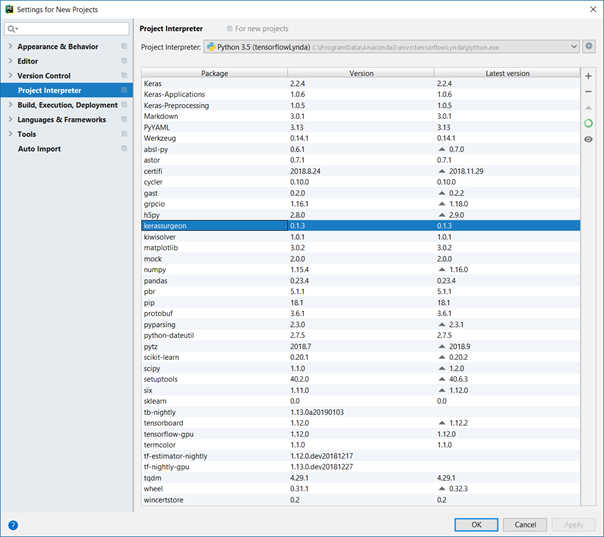 Settings for New Projects
Project Interpreter For new projects
Project Interpreter: Python 3.5 (tensorflowLynda) C:\ProgramData\Anaconda3\envs\tensorflowLynda\python.exe
Appearance & Behavior
Editor
Version Control
Project Interpreter
Build, Execution, Deployment
Languages & Frameworks
Tools
Auto Import
Package Version Latest version
Keras 2.2.4 2.2.4
Keras-Applications 1.0.6 1.0.6
Keras-Preprocessing 1.0.5 1.0.5
Markdown 3.0.1 3.0.1
PyYAML 3.13 3.13
Werkzeug 0.14.1 0.14.1
absl-py 0.6.1 0.7.0
astor 0.7.1 0.7.1
certifi 2018.8.24 2018.11.29
cycler 0.10.0 0.10.0
gast 0.2.0 0.2.2
grpcio 1.16.1 1.18.0
h5py 2.8.0 2.9.0
kerassurgeon 0.1.3 0.1.3
kiwisolver 1.0.1 1.0.1
matplotlib 3.0.2 3.0.2
mock 2.0.0 2.0.0
numpy 1.15.4 1.16.0
pandas 0.23.4 0.23.4
pbr 5.1.1 5.1.1
pip 18.1 18.1
protobuf 3.6.1 3.6.1
pyparsing 2.3.0 2.3.1
python-dateutil 2.7.5 2.7.5
pytz 2018.7 2018.9
scikit-learn 0.20.1 0.20.2
scipy 1.1.0 1.2.0
setuptools 40.2.0 40.6.3
six 1.11.0 1.12.0
sklearn 0.0 0.0
tb-nightly 1.13.0a20190103
tensorboard 1.12.0 1.12.2
tensorflow-gpu 1.12.0 1.12.0
termcolor 1.1.0 1.1.0
tf-estimator-nightly 1.12.0.dev20181217
tf-nightly-gpu 1.13.0.dev20181227
tqdm 4.29.1 4.29.1
wheel 0.31.1 0.32.3
wincertstore 0.2 0.2
OK Cancel Apply